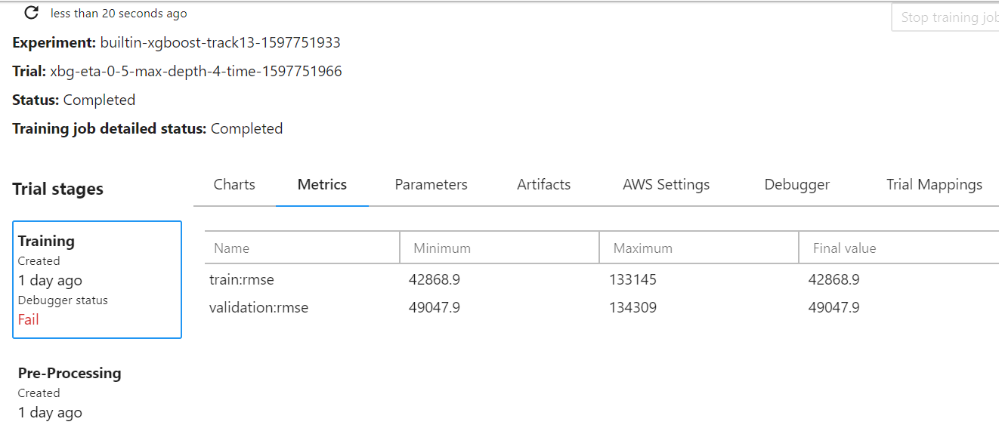 less than 20 seconds ago
Stop training job
Experiment: builtin-xgboost-track13-1597751933
Trial: xbg-eta-0-5-max-depth-4-time-1597751966
Status: Completed
Training job detailed status: Completed
Trial stages
Charts Metrics Parameters Artifacts AWS Settings Debugger Trial Mappings
Training
Created
1 day ago
Debugger status
Fail
Name Minimum Maximum Final value
train:rmse 42868.9 133145 42868.9
validation:rmse 49047.9 134309 49047.9
Pre-Processing
Created
1 day ago